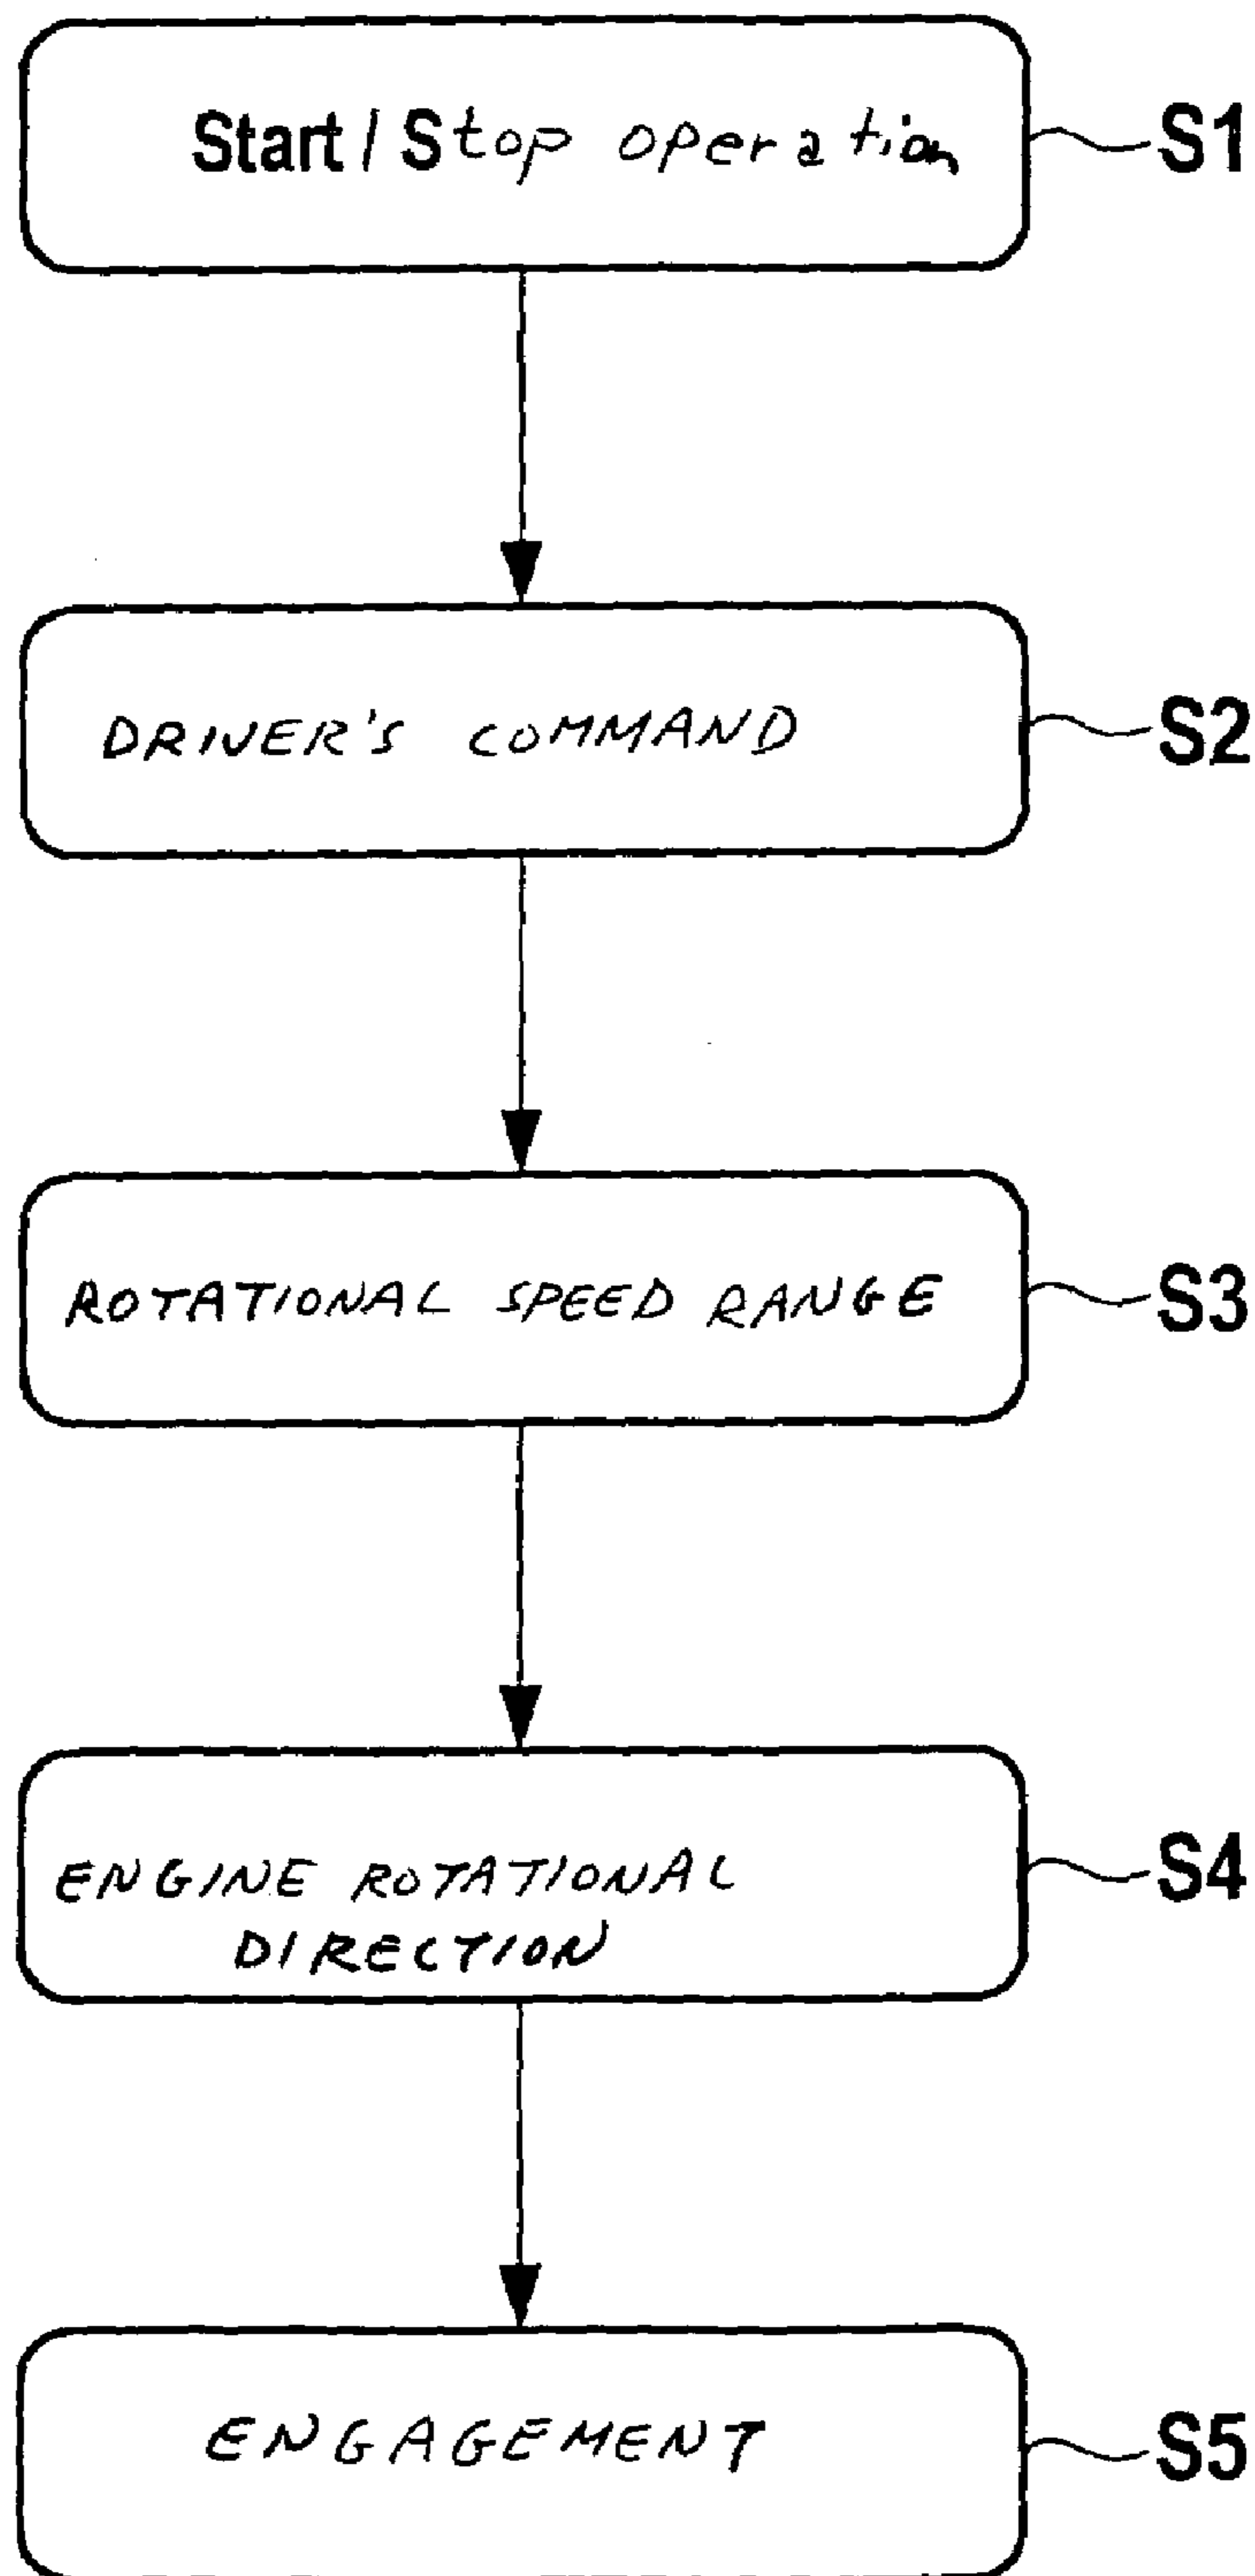 Start / Stop operation
S1
DRIVER'S COMMAND
S2
ROTATIONAL SPEED RANGE
S3
ENGINE ROTATIONAL
DIRECTION
S4
ENGAGEMENT
S5